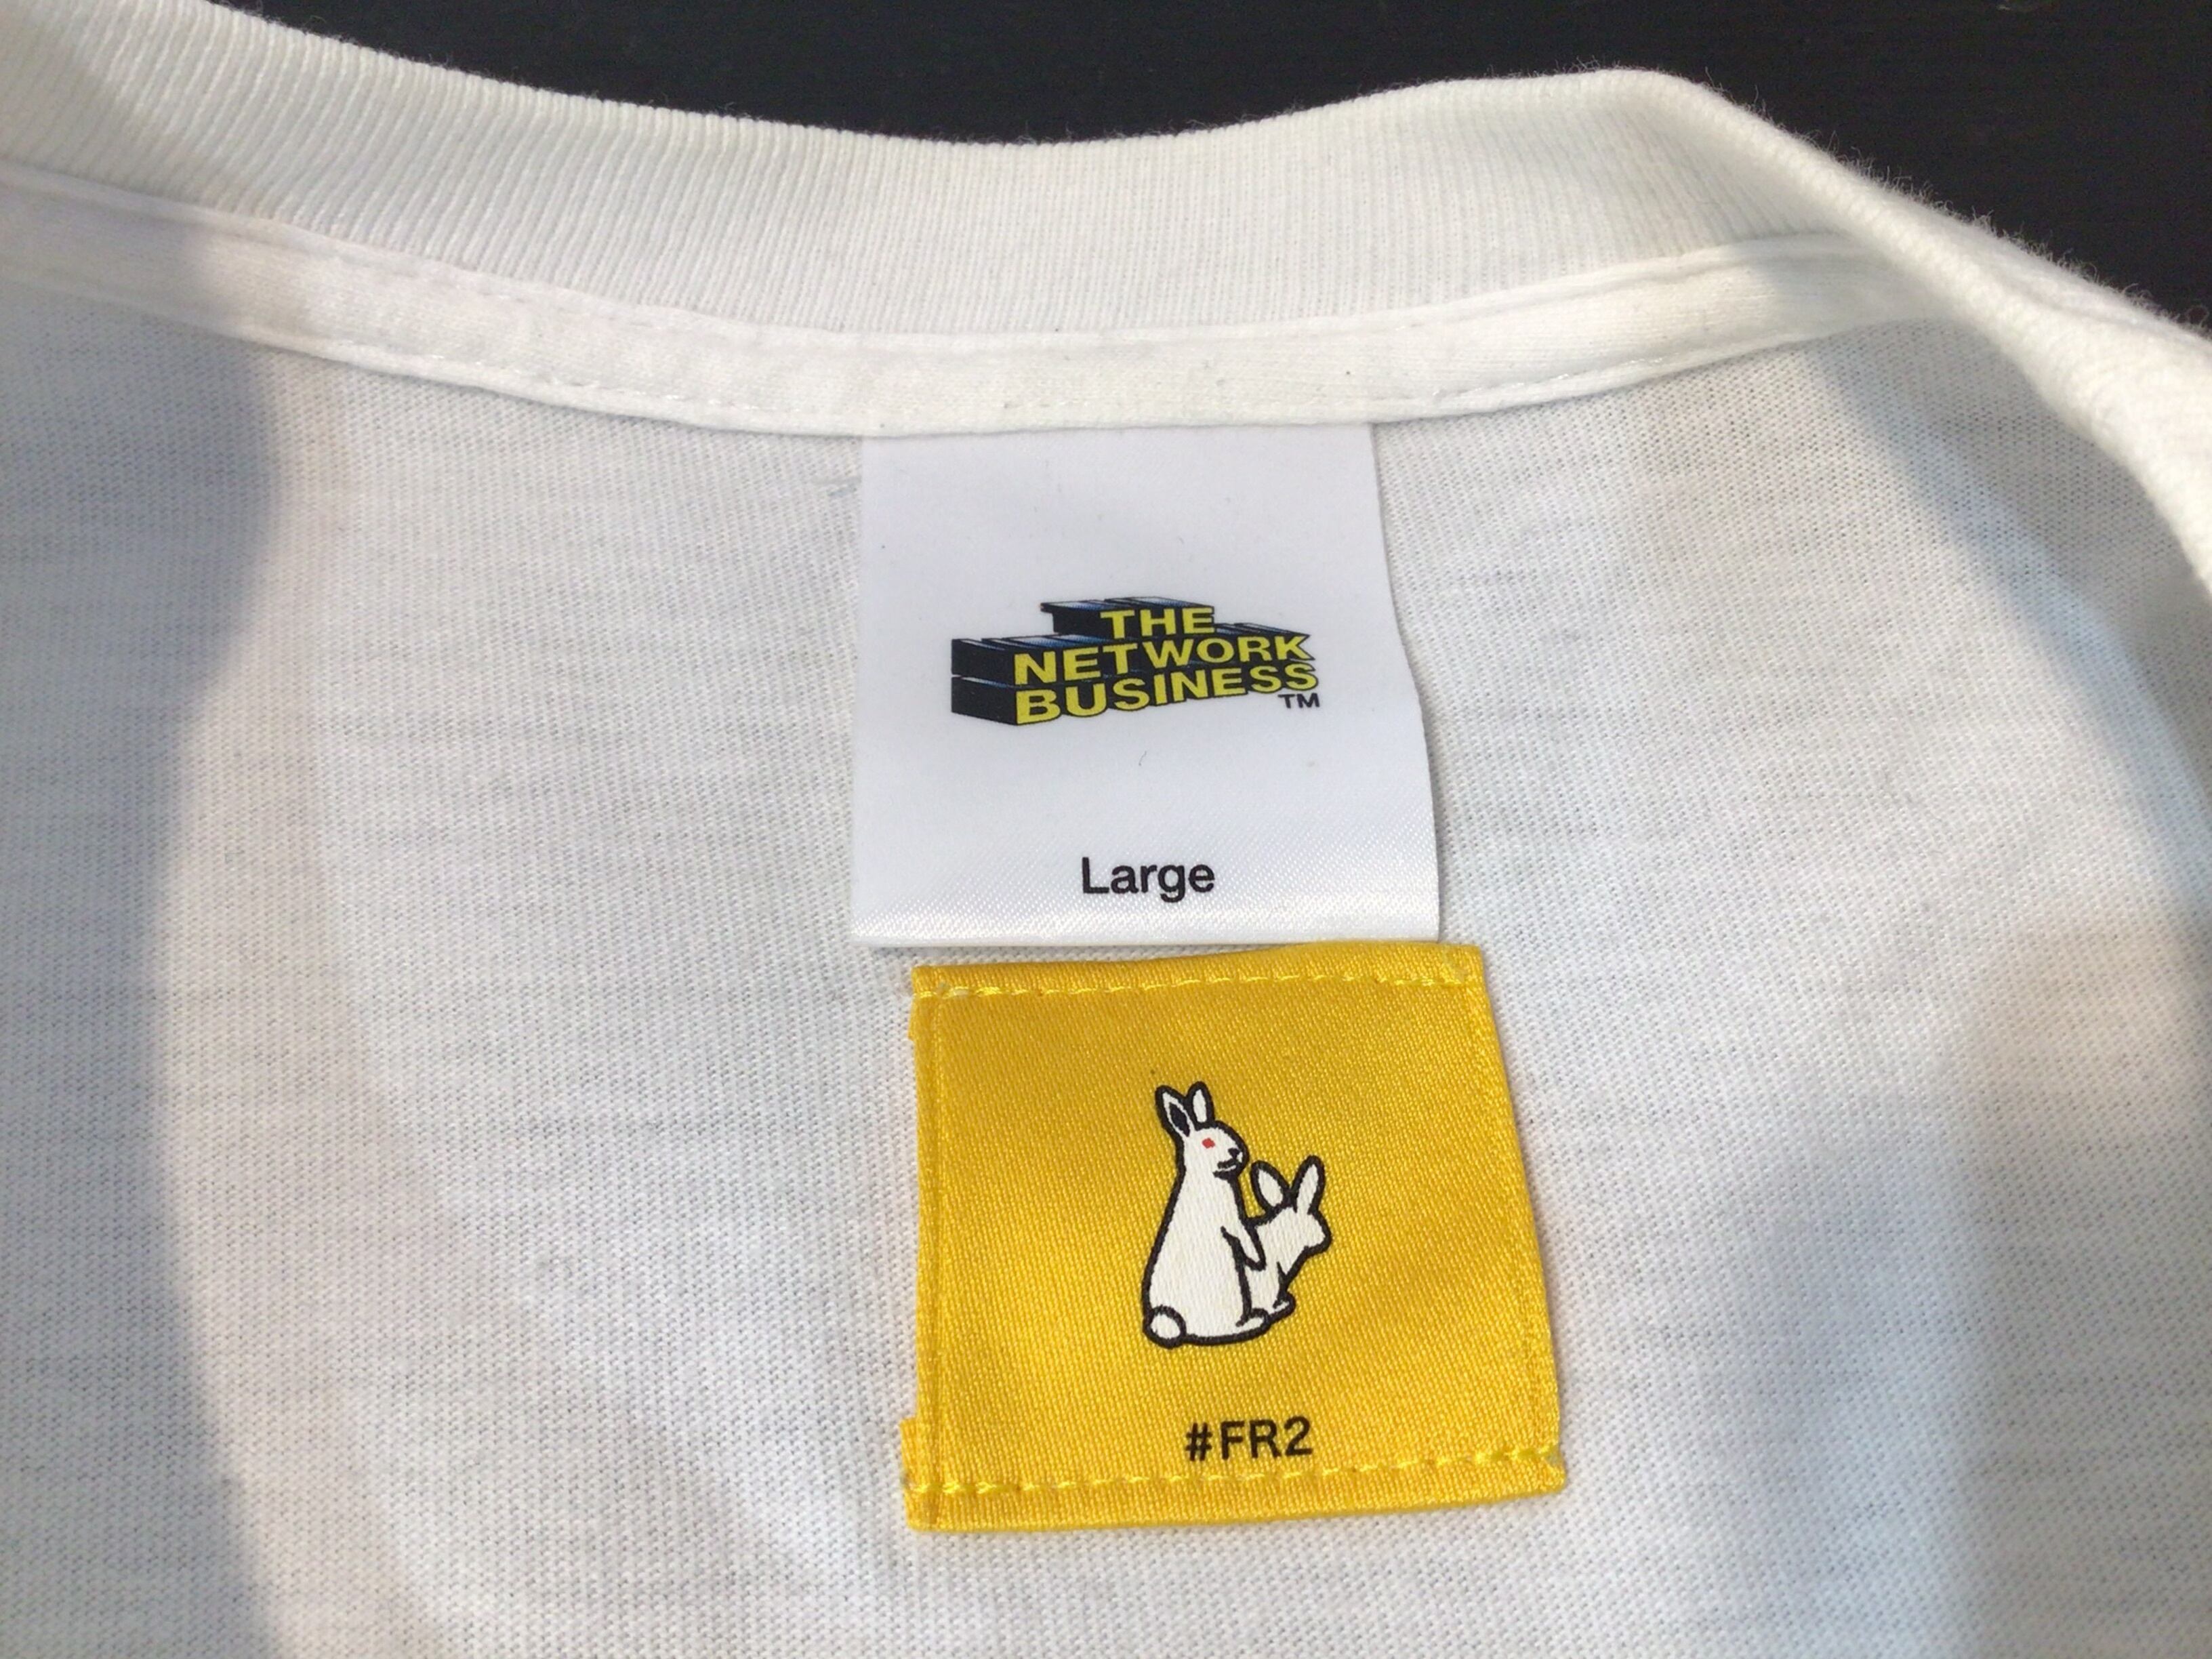 THE
NETWORK
BUSINESS
TM
Large
#FR2